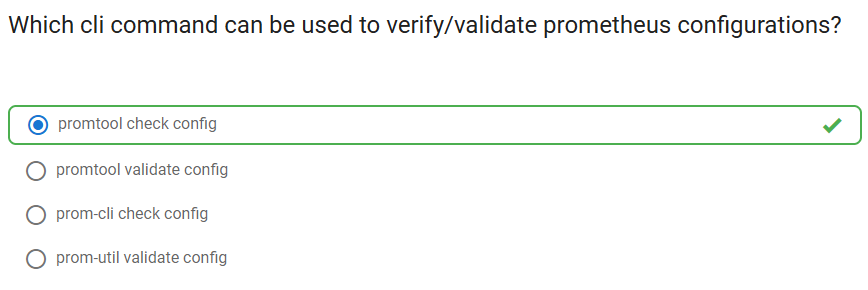 Which cli command can be used to verify/validate prometheus configurations?
promtool check config
promtool validate config
prom-cli check config
prom-util validate config